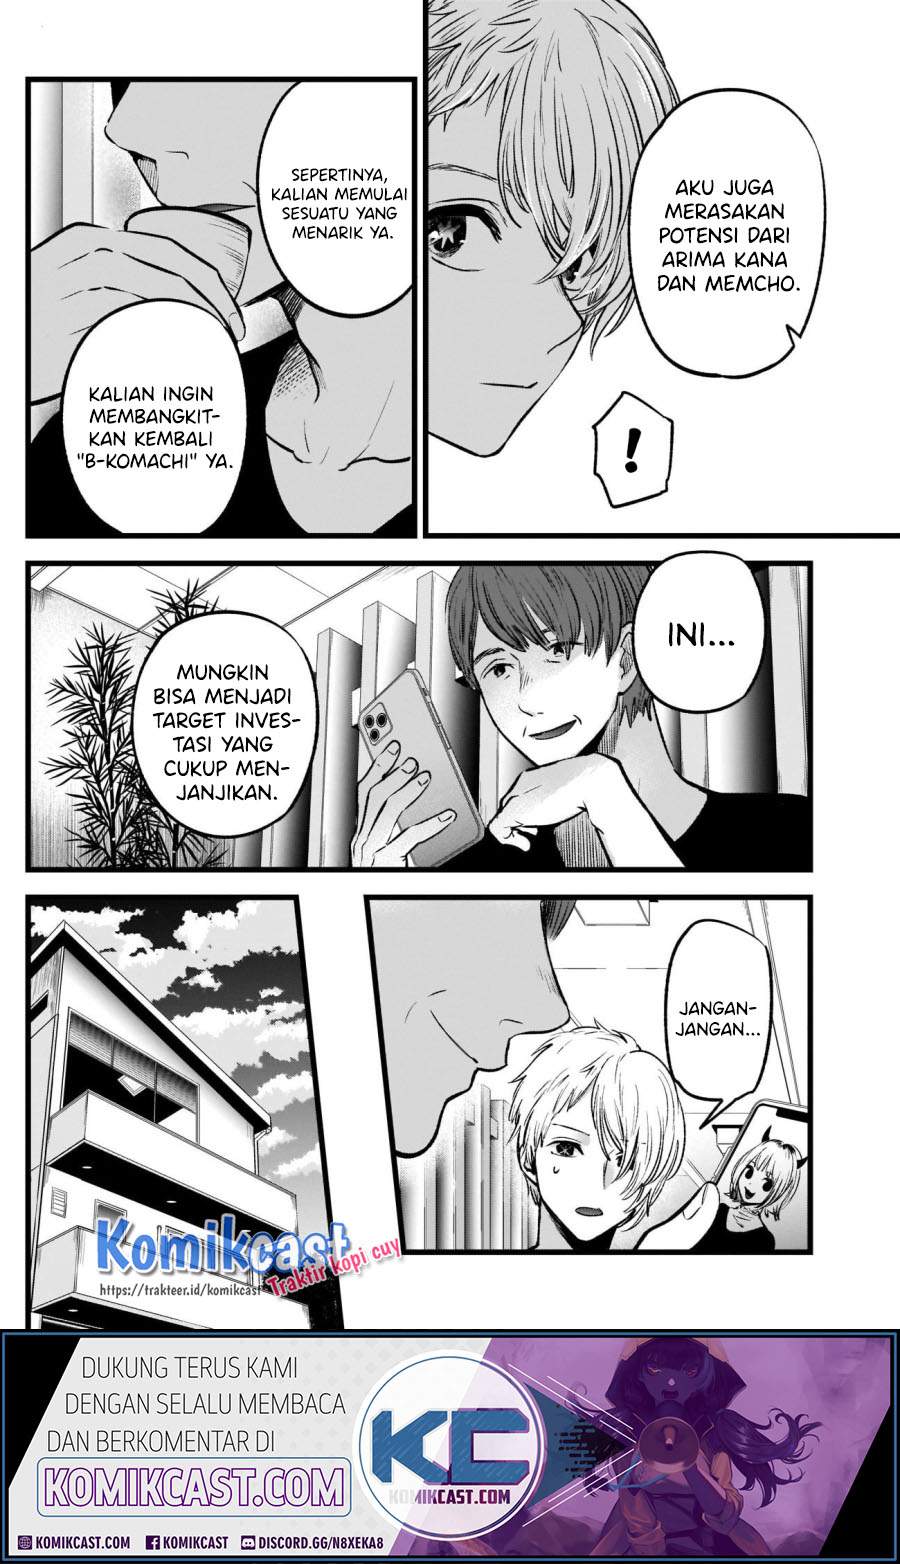 AKU JUGA
MERASAKAN
POTENSI DARI
ARIMA KANA
DAN MEMCHO.
!
SEPERTINYA,
KALIAN MEMULAI
SESUATU YANG
MENARIK YA.
KALIAN INGIN
MEMBANGKIT-
KAN KEMBALI
"B-KOMACHI" YA.
INI...
MUNGKIN
BISA MENJADI
TARGET INVES-
TASI YANG
CUKUP MEN-
JANJIKAN.
JANGAN-
JANGAN...
Komikcast
Traktir kopi cuy
https://trakteer.id/komikcast
DUKUNG TERUS KAMI
DENGAN SELALU MEMBACA
DAN BERKOMENTAR DI
KOMIKCAST.COM
KC
KOMIKCAST.COM
KOMIKCAST.COM KOMIKCAST DISCORD.GG/N8XEKA8